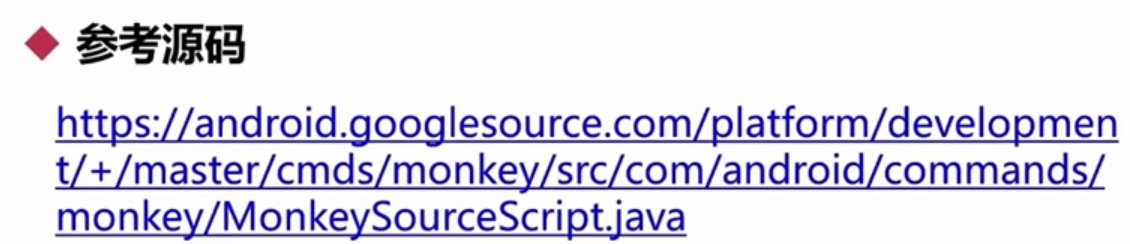 参考源码
https://android.googlesource.com/platform/developmen
t/+/master/cmds/monkey/src/com/android/commands/
monkey/MonkeySourceScript.java